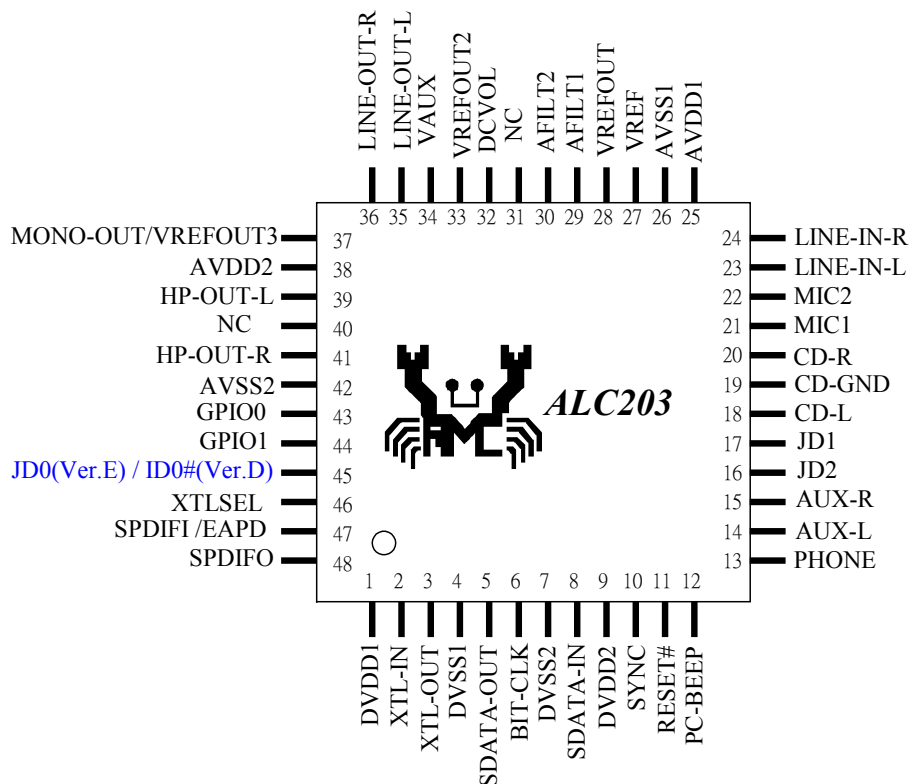 LINE-OUT-R
LINE-OUT-L
VAUX
VREFOUT2
DCVOL
NC
AFILT2
AFILT1
VREFOUT
VREF
AVSS1
AVDD1
36 35 34 33 32 31 30 29 28 27 26 25
MONO-OUT/VREFOUT3 37
AVDD2 38
HP-OUT-L 39
NC 40
HP-OUT-R 41
AVSS2 42
GPIO0 43
GPIO1 44
JD0(Ver.E) / ID0#(Ver.D) 45
XTLSEL 46
SPDIFI /EAPD 47
SPDIFO 48
ALC203
24 LINE-IN-R
23 LINE-IN-L
22 MIC2
21 MIC1
20 CD-R
19 CD-GND
18 CD-L
17 JD1
16 JD2
15 AUX-R
14 AUX-L
13 PHONE
1 2 3 4 5 6 7 8 9 10 11 12
DVDD1
XTL-IN
XTL-OUT
DVSS1
SDATA-OUT
BIT-CLK
DVSS2
SDATA-IN
DVDD2
SYNC
RESET#
PC-BEEP